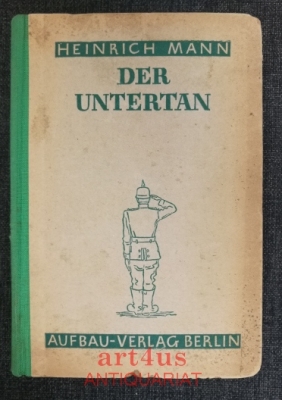 HEINRICH MANN
DER
UNTERTAN
AUFBAU-VERLAG BERLIN
art4us
ANTIQUARIAT